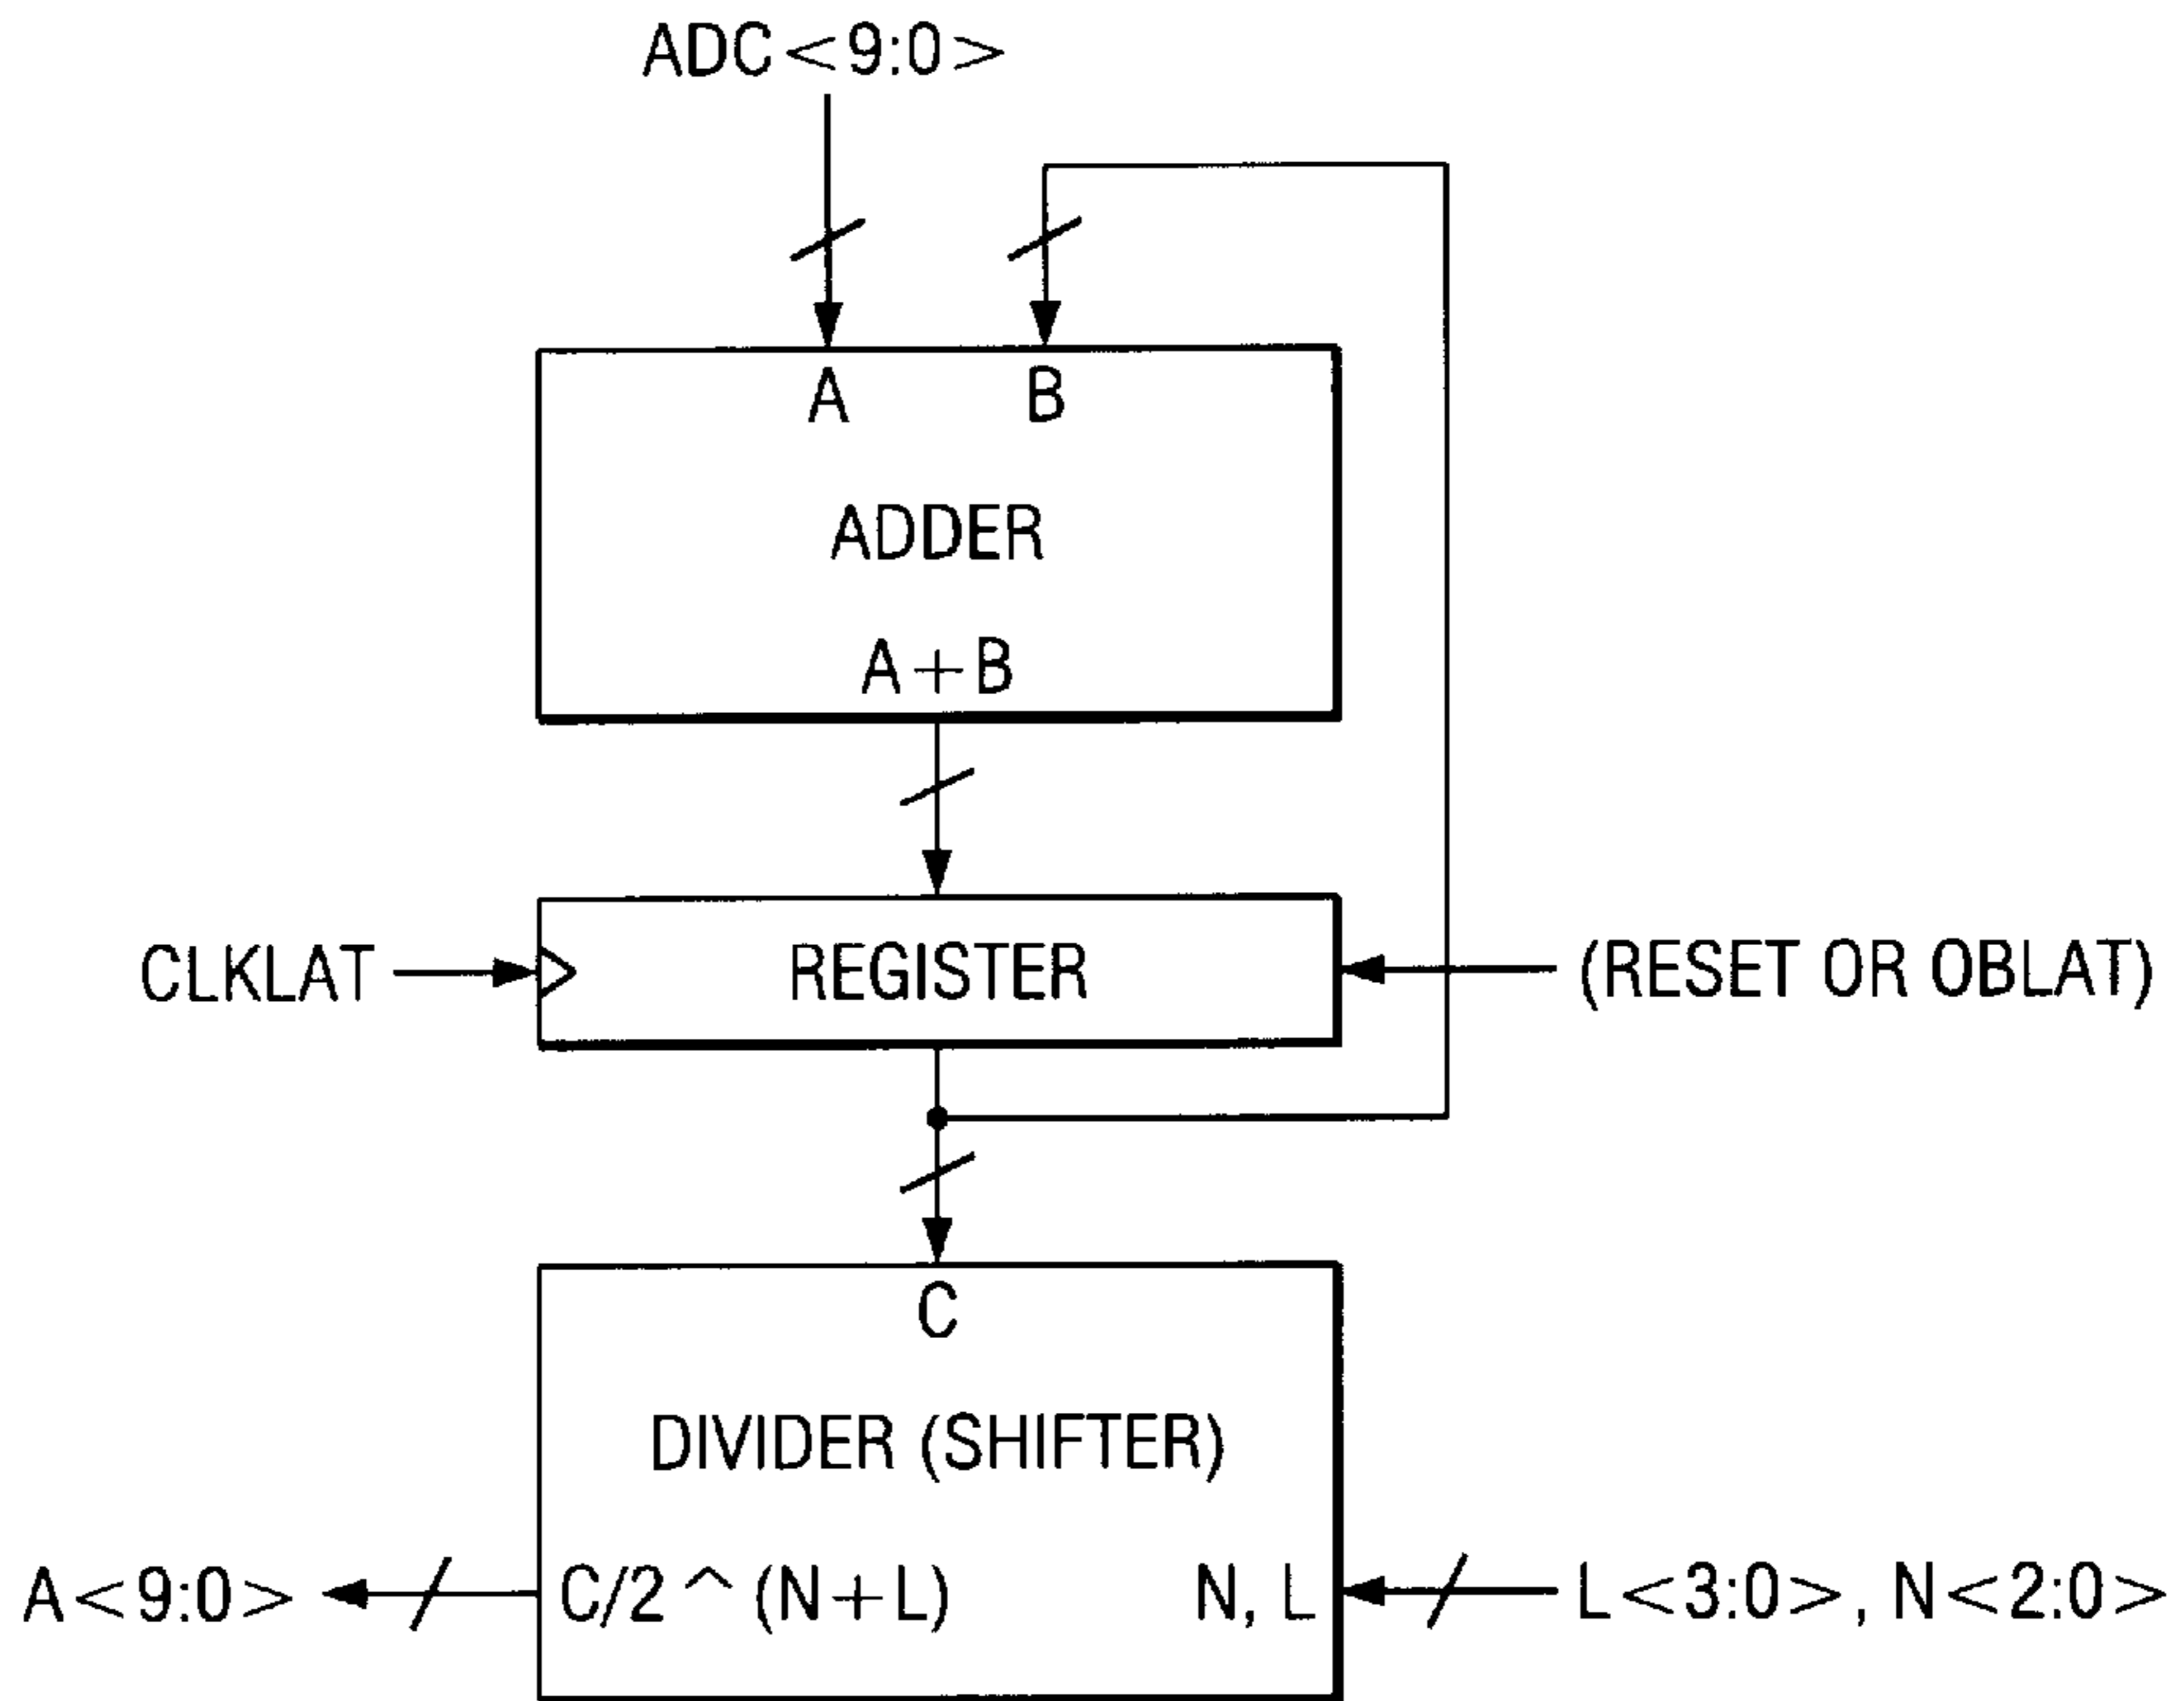 ADC<9:0>
A B
ADDER
A+B
CLKLAT
REGISTER
(RESET OR OBLAT)
C
DIVIDER (SHIFTER)
A<9:0>
C/2^(N+L)
N, L
L<3:0>, N<2:0>